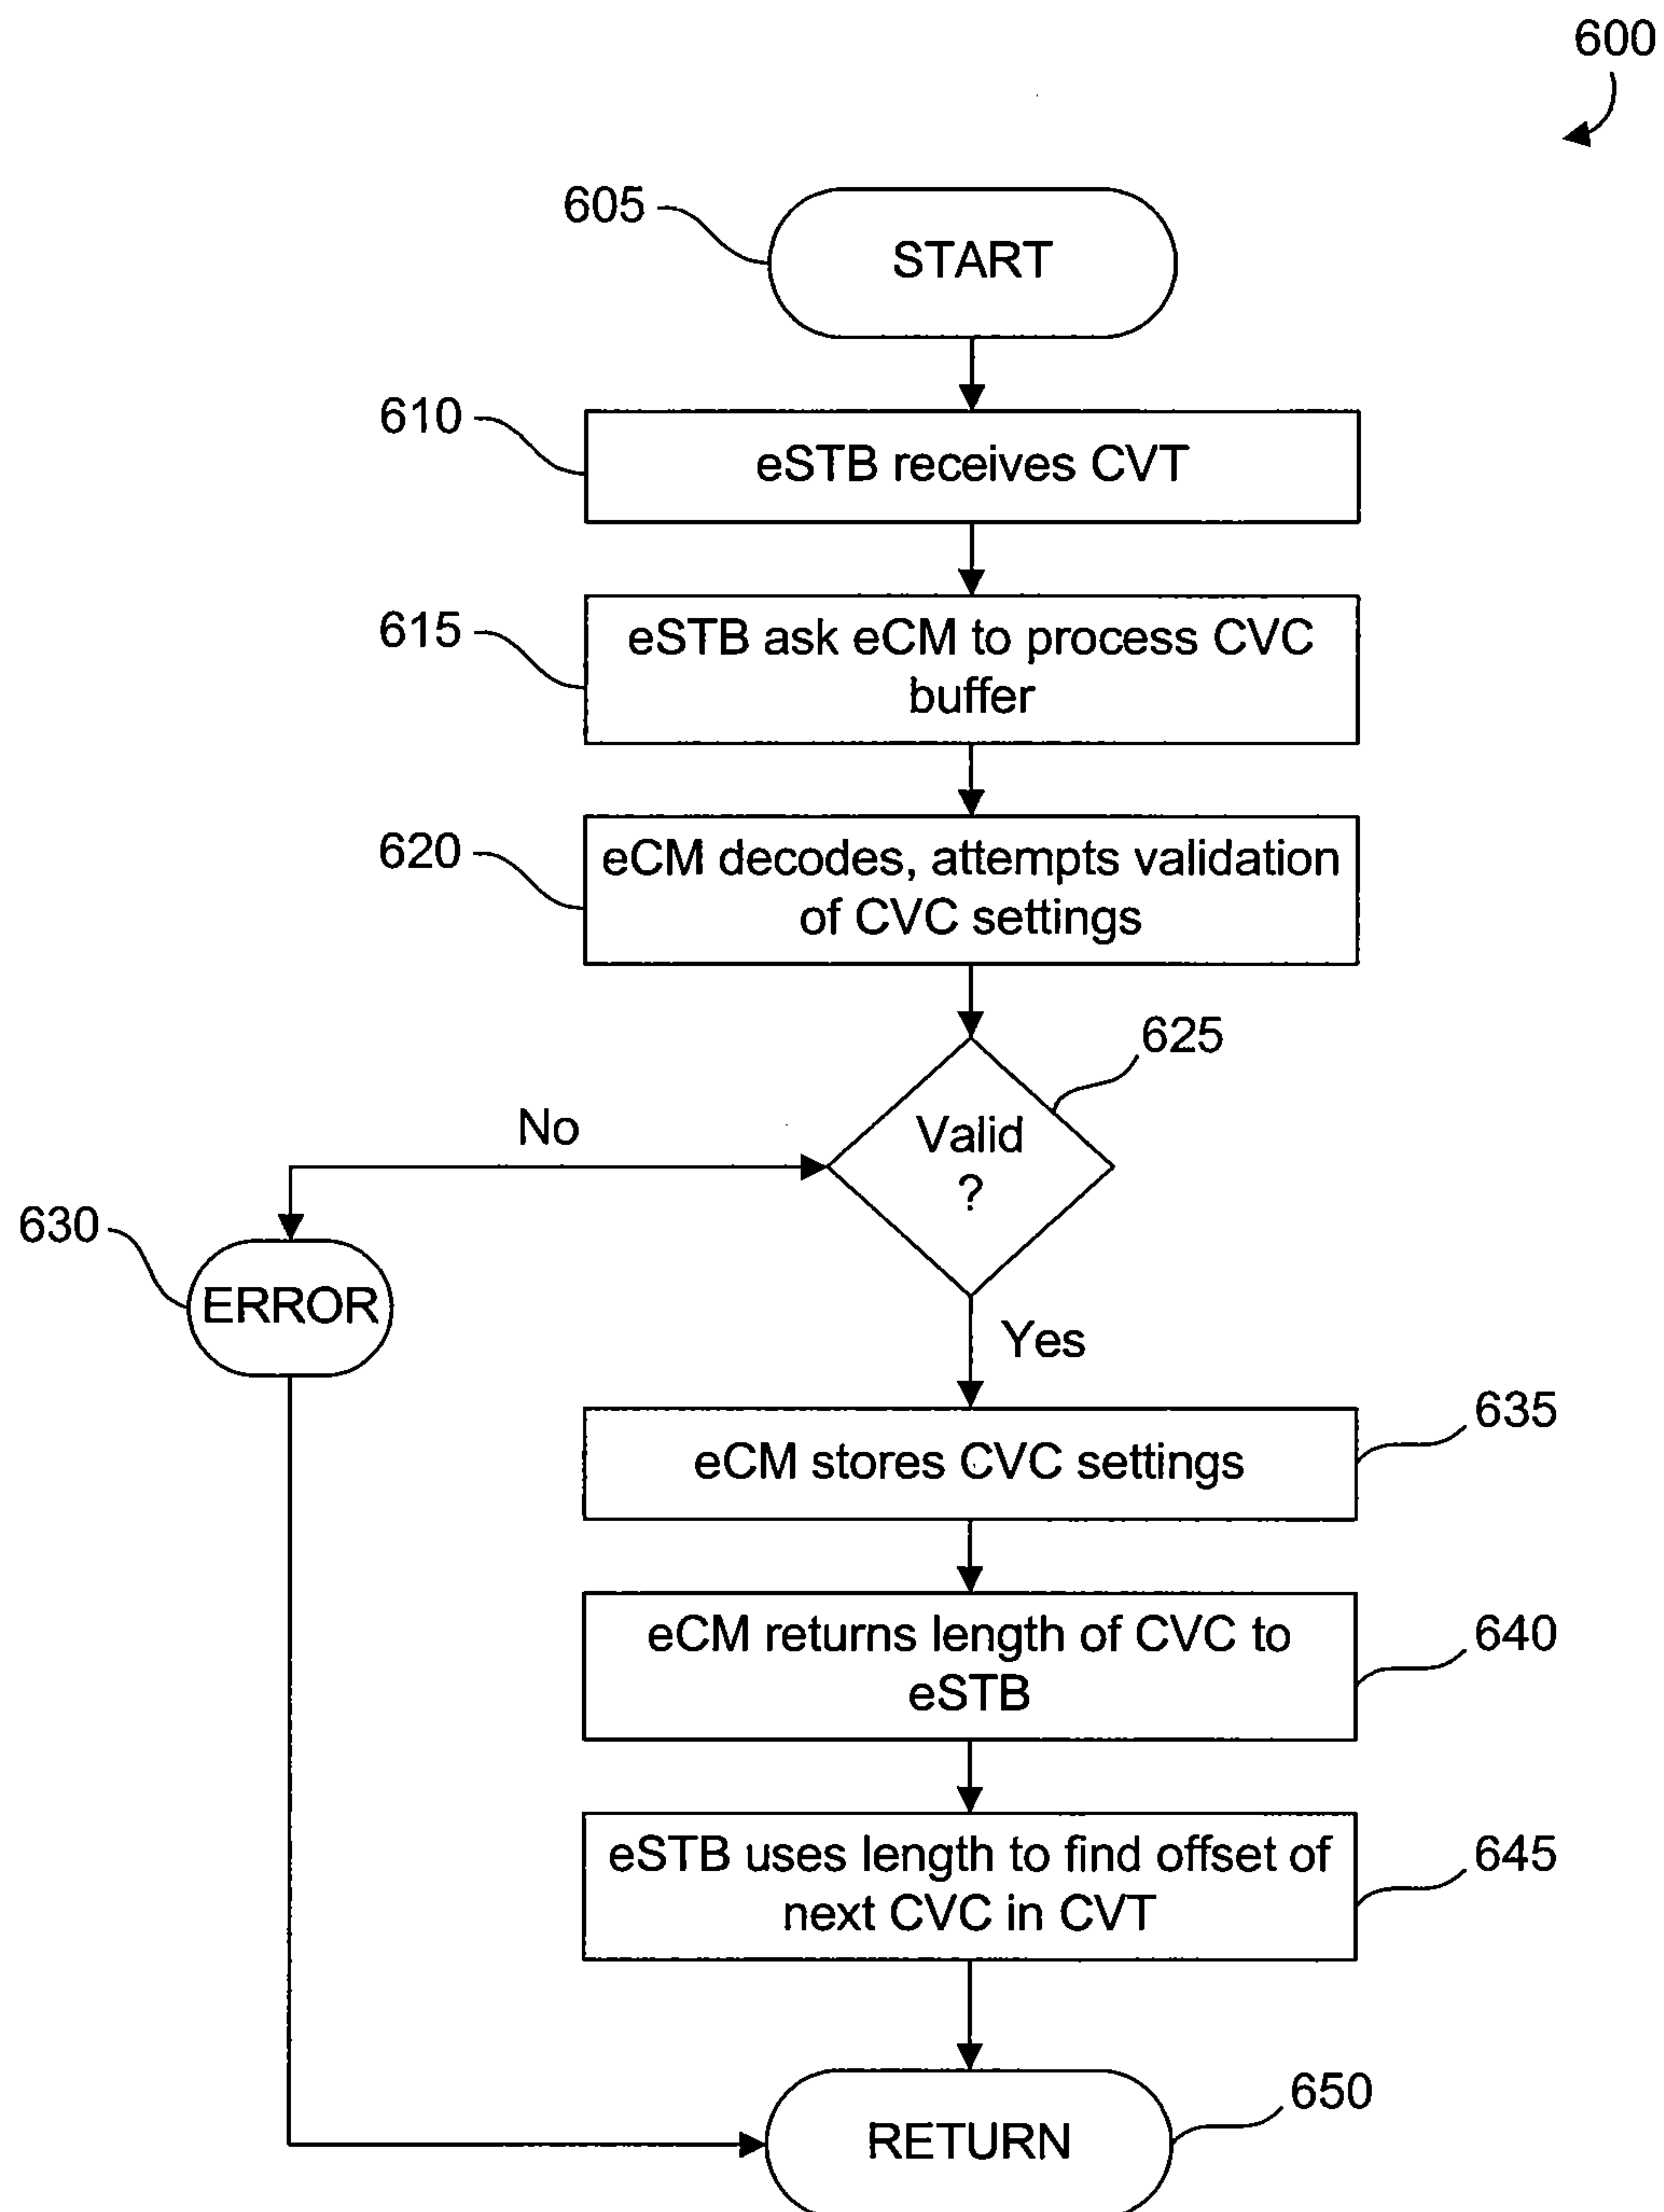 600
605
START
610
eSTB receives CVT
615
eSTB ask eCM to process CVC
buffer
620
eCM decodes, attempts validation
of CVC settings
625
Valid
?
No
630
ERROR
Yes
eCM stores CVC settings
635
eCM returns length of CVC to
eSTB
640
eSTB uses length to find offset of
next CVC in CVT
645
650
RETURN